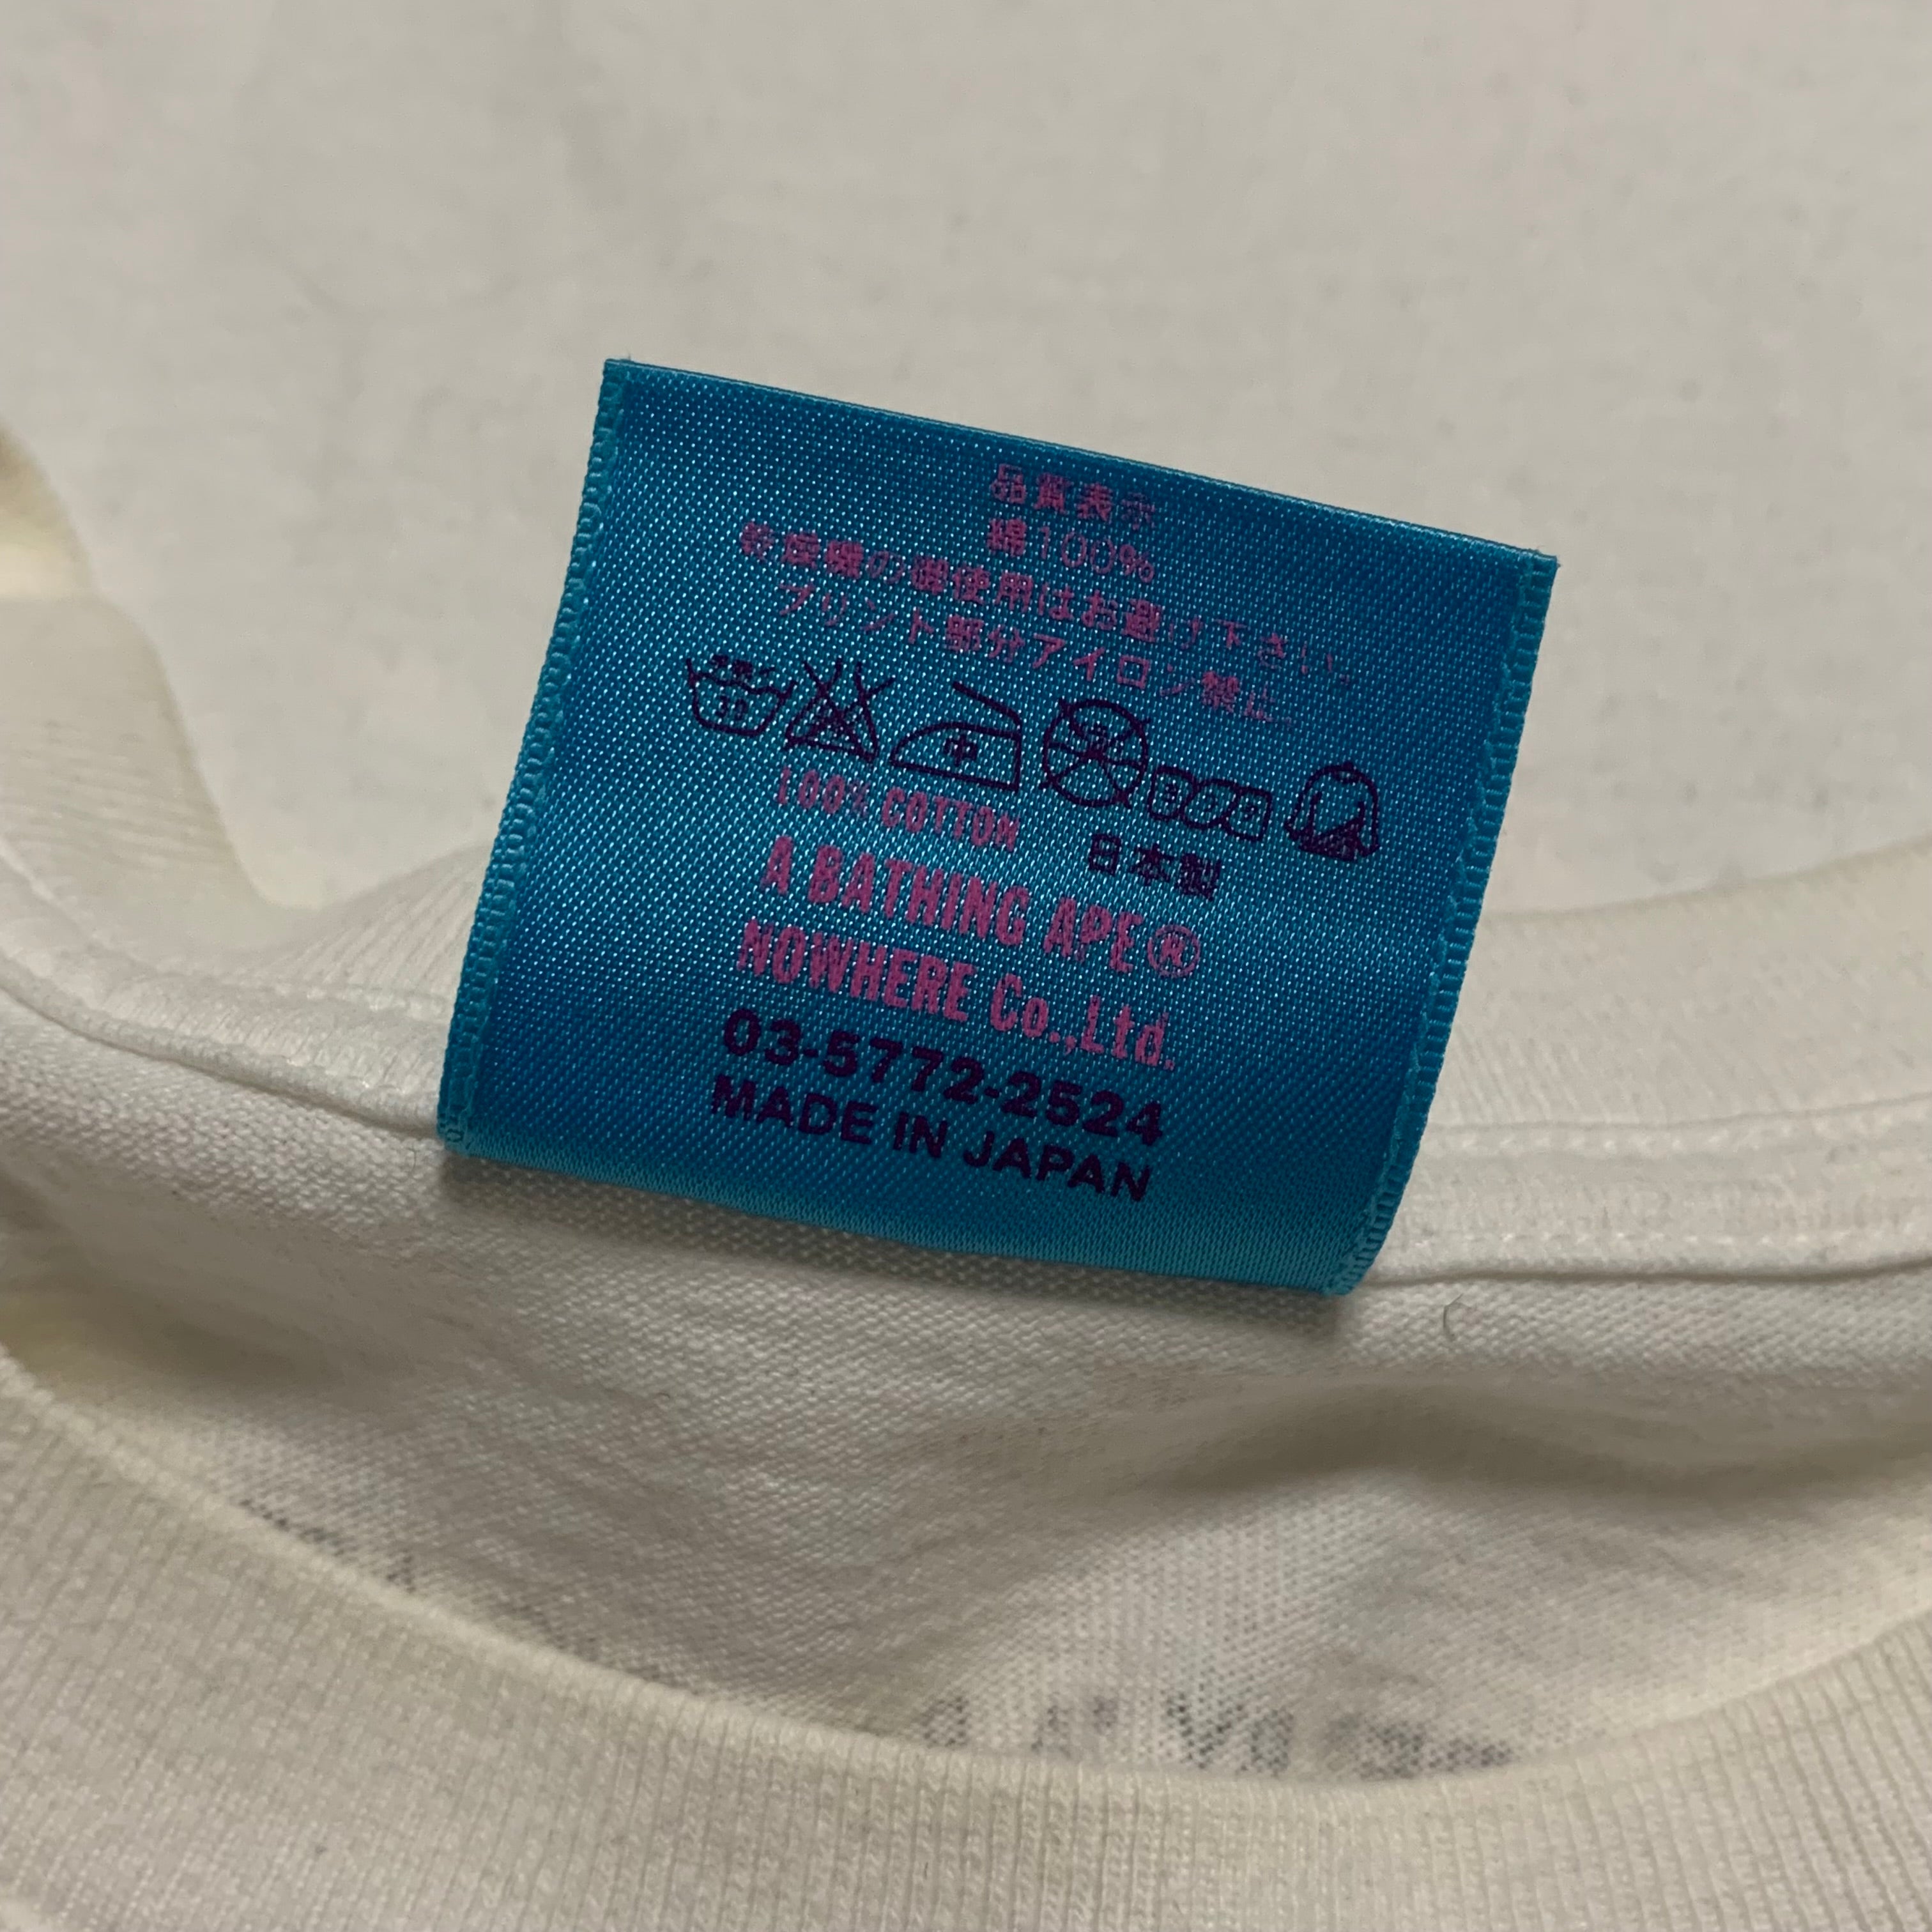 品質表示
綿100%
乾燥機の御使用はお避け下さい。
プリント部分アイロン禁止。
中
100% COTTON
日本製
A BATHING APE®
NOWHERE Co.,Ltd.
03-5772-2524
MADE IN JAPAN